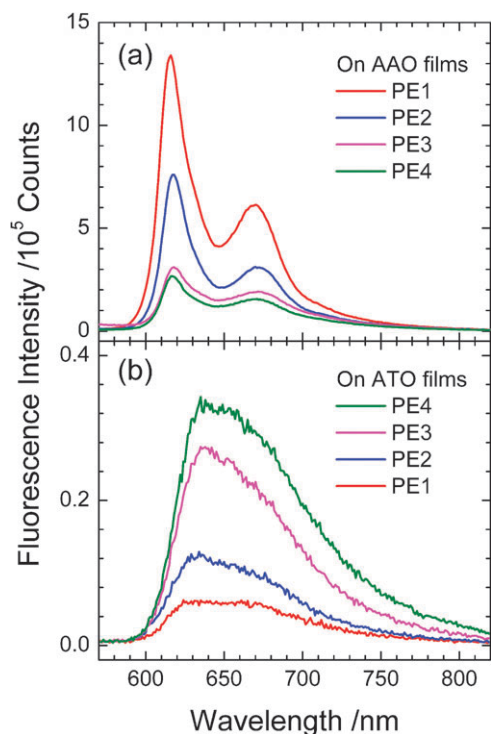 15
(a)
On AAO films
PE1
PE2
PE3
PE4
10
5
0
Fluorescence Intensity /10⁵ Counts
0.4
(b)
On ATO films
PE4
PE3
PE2
PE1
0.2
0.0
600 650 700 750 800
Wavelength /nm